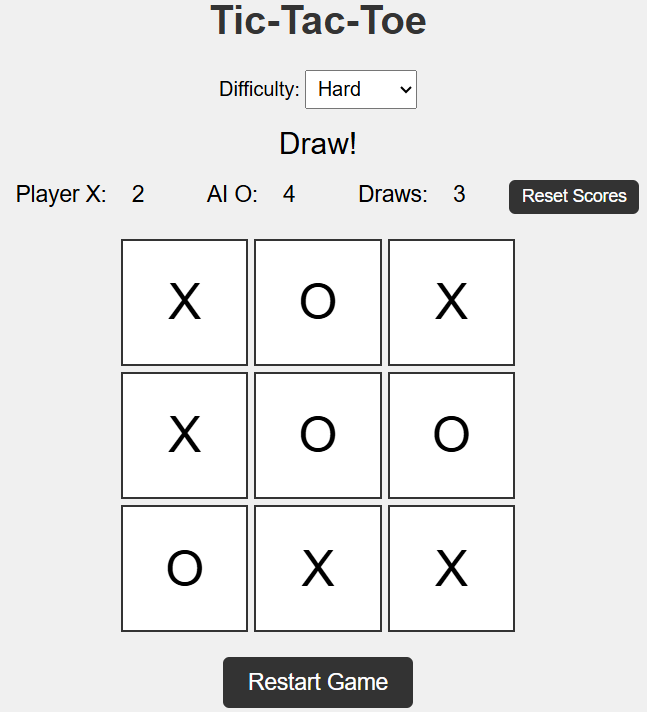 Tic-Tac-Toe
Difficulty: Hard
Draw!
Player X: 2 AI O: 4 Draws: 3 Reset Scores
X O X
X O O
O X X
Restart Game